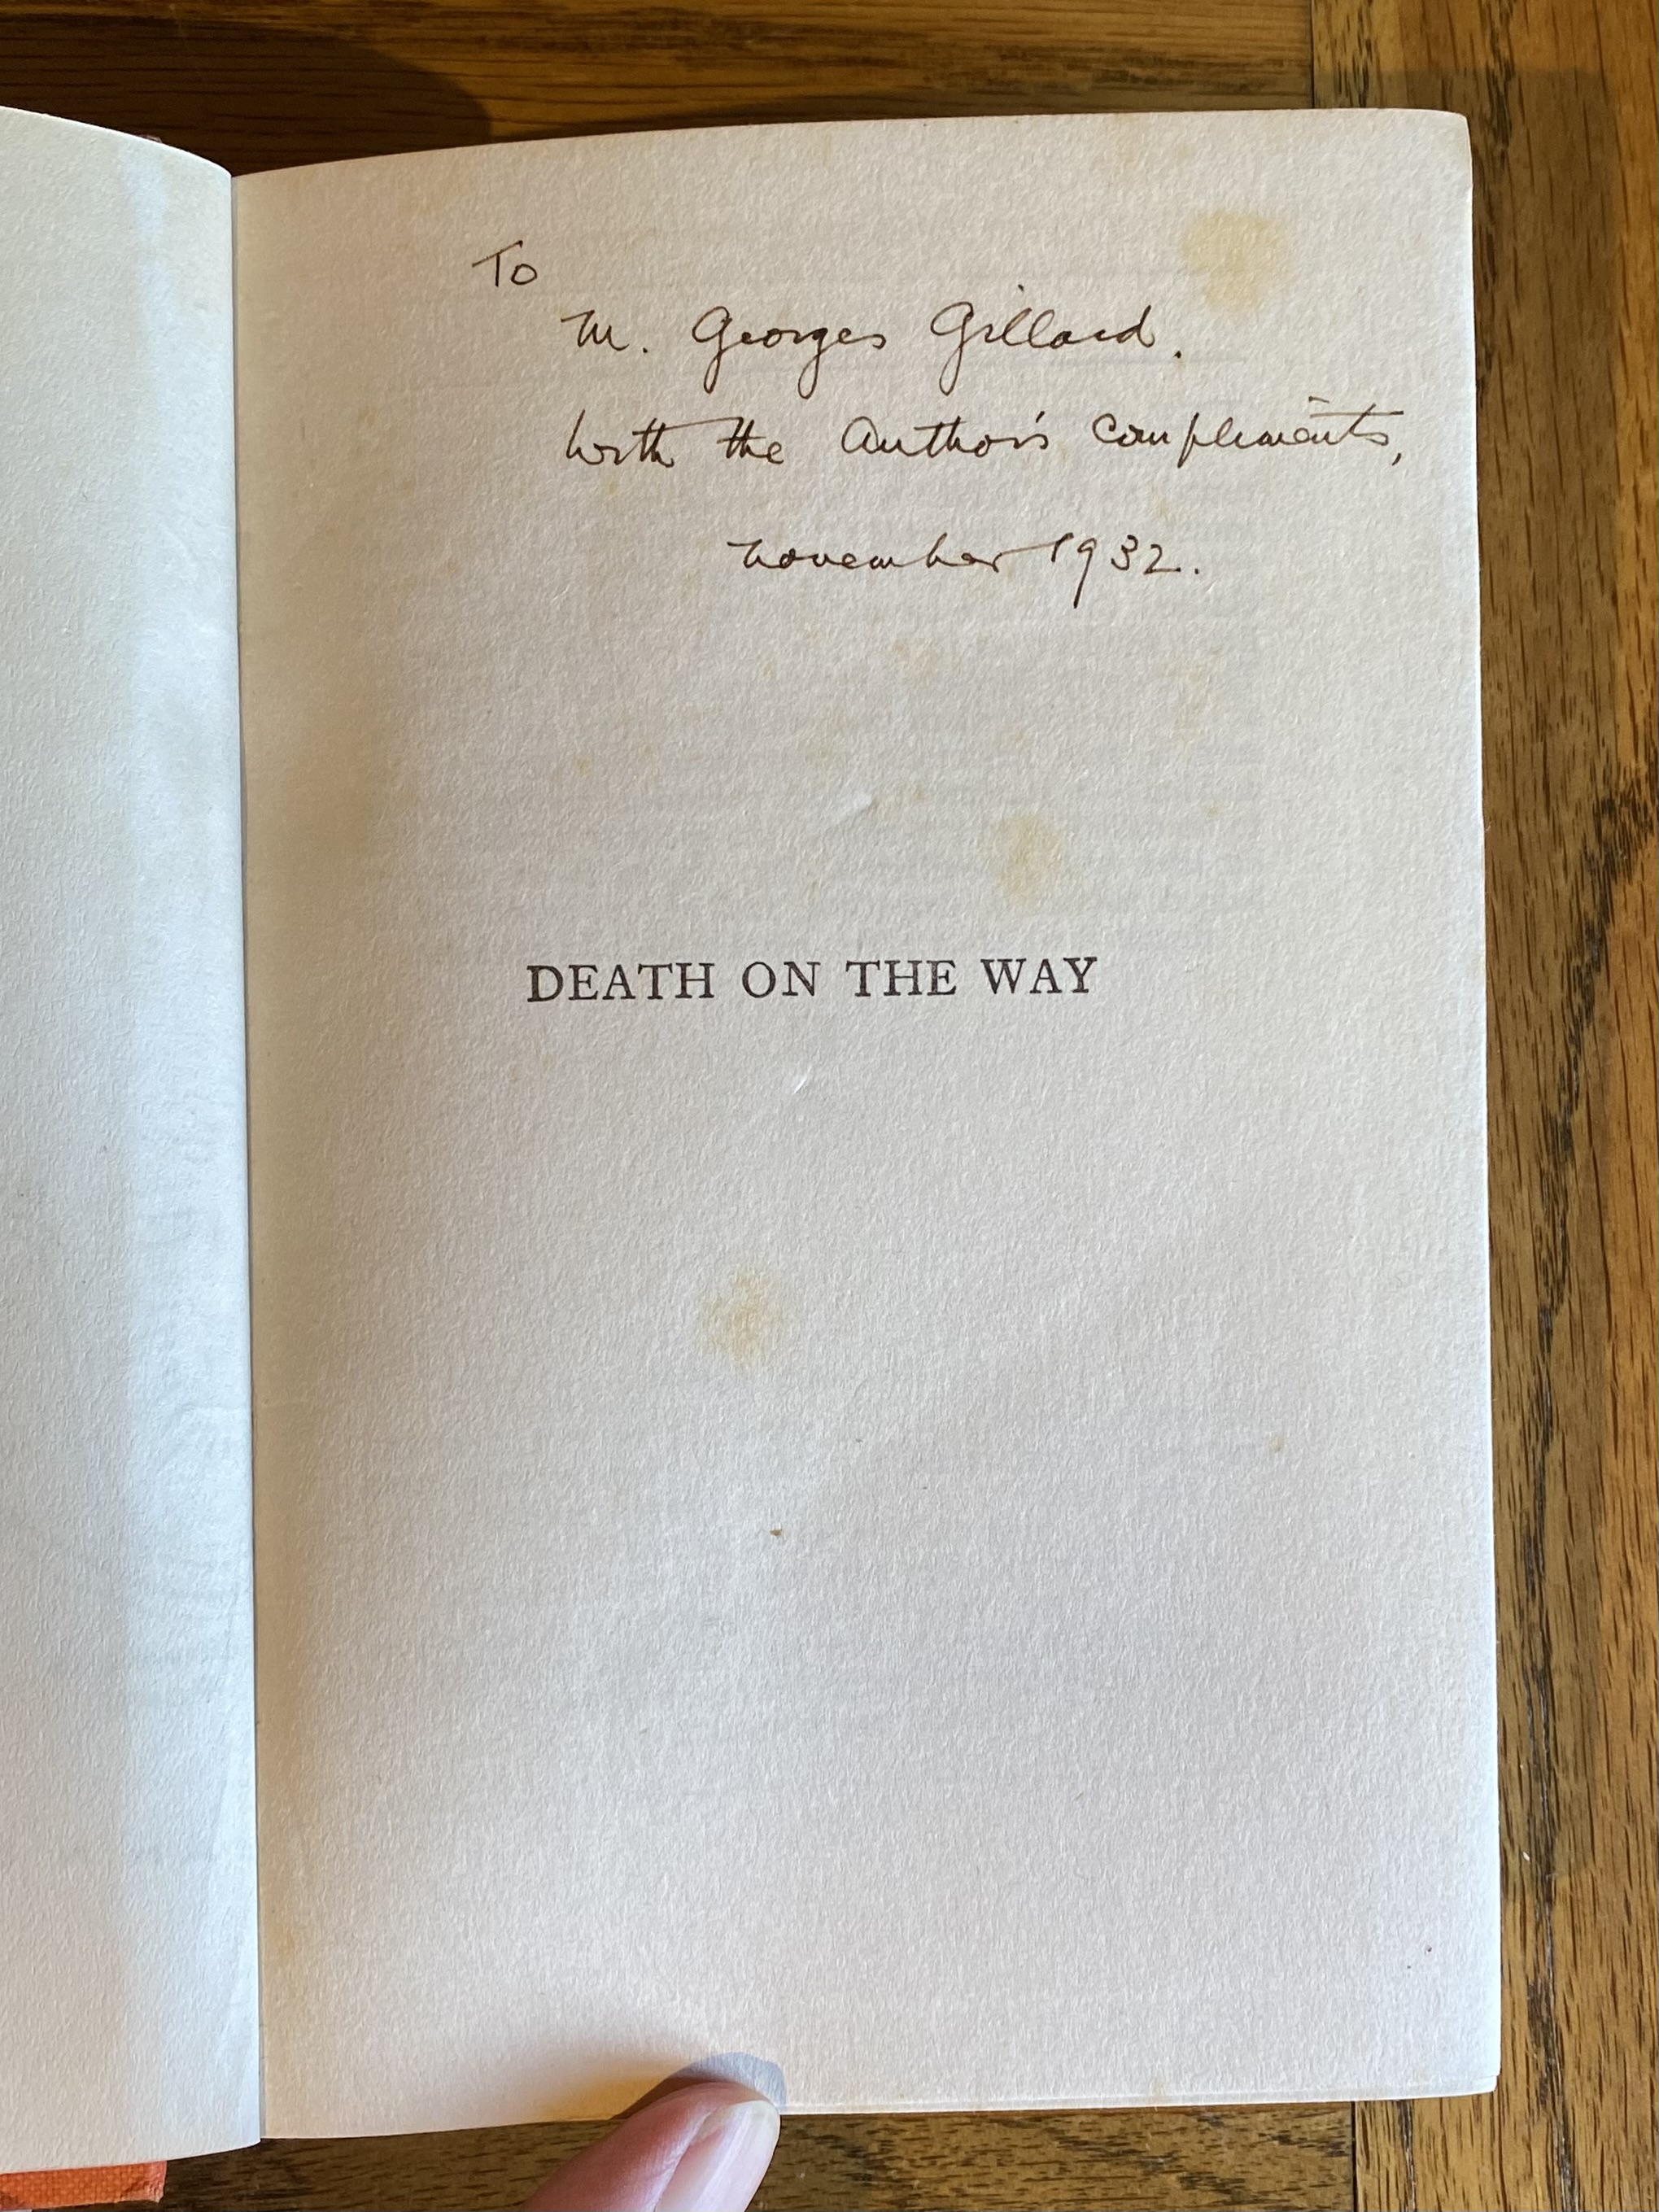 To
M. Georges Gillard.
With the Author's Compliments,
November 1932.
DEATH ON THE WAY